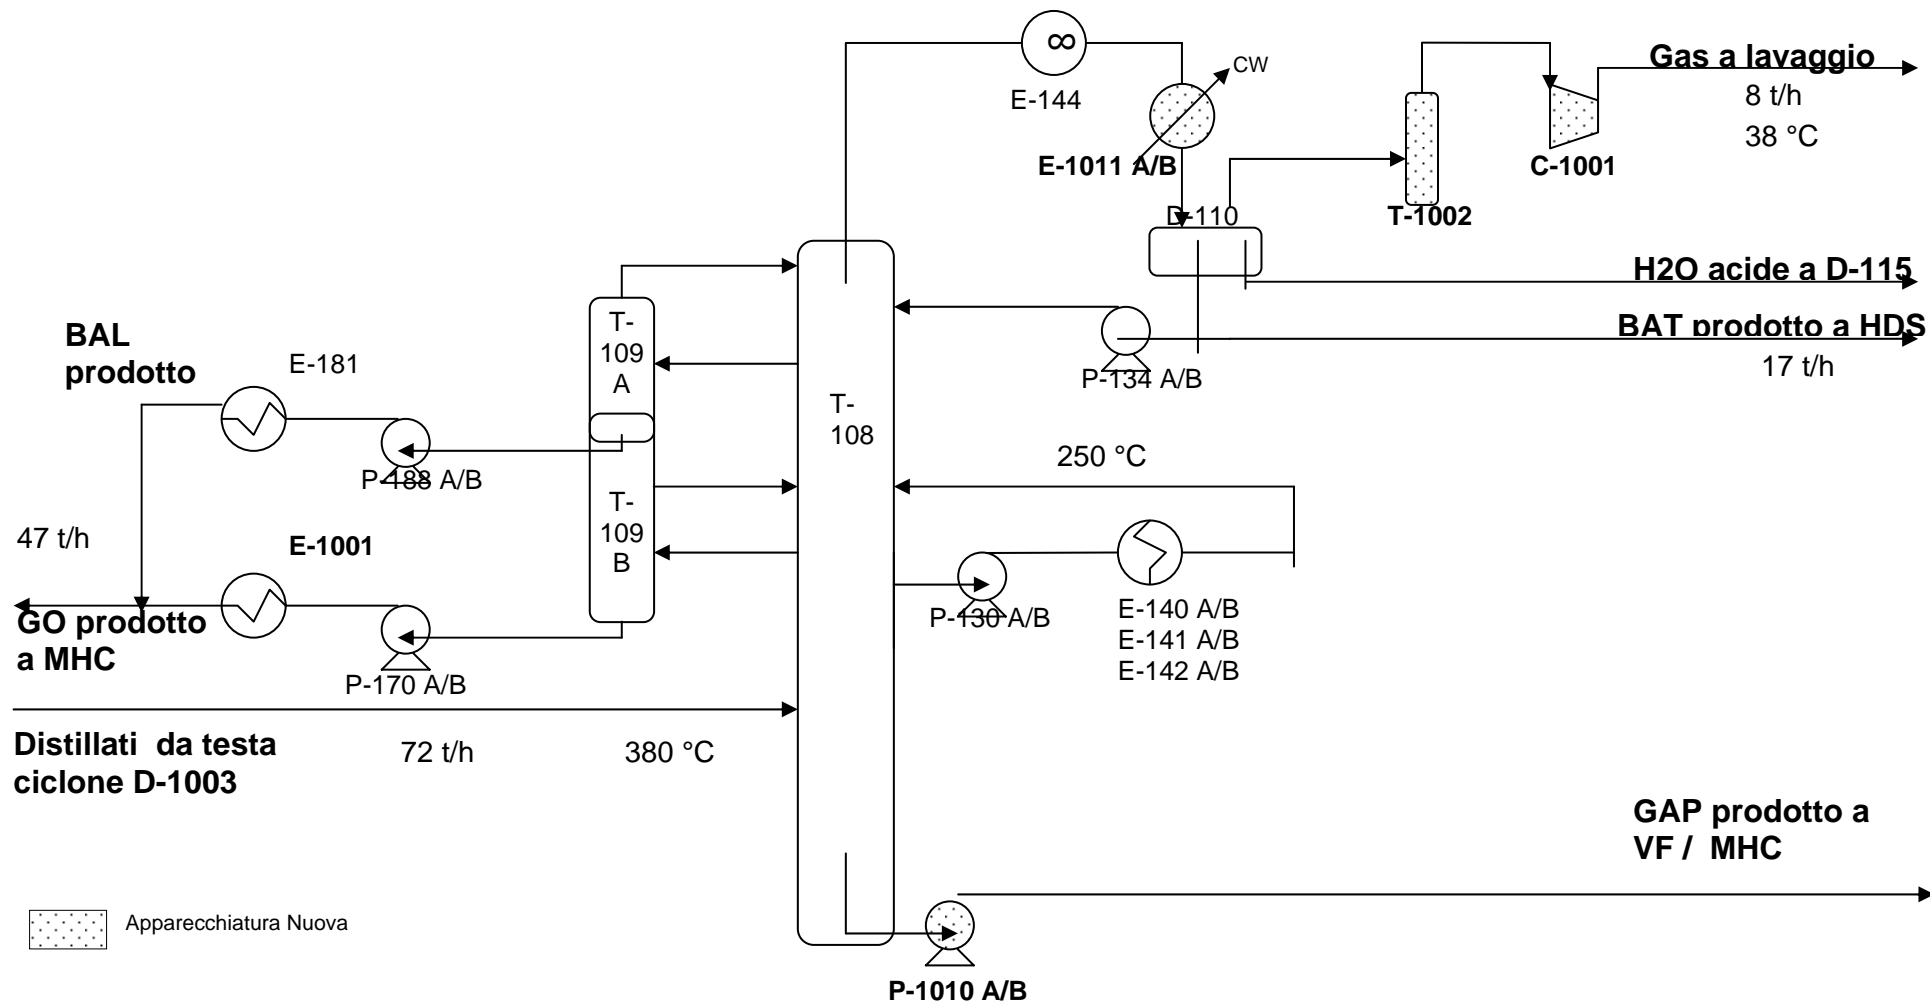 ∞
CW
Gas a lavaggio
8 t/h
38 °C
E-144
E-1011 A/B
C-1001
D-110
T-1002
H2O acide a D-115
BAT prodotto a HDS
17 t/h
P-134 A/B
BAL
prodotto
E-181
T-
109
A
T-
108
P-188 A/B
250 °C
T-
109
B
47 t/h
E-1001
GO prodotto
a MHC
P-170 A/B
P-130 A/B
E-140 A/B
E-141 A/B
E-142 A/B
Distillati da testa
ciclone D-1003
72 t/h
380 °C
GAP prodotto a
VF / MHC
Apparecchiatura Nuova
P-1010 A/B